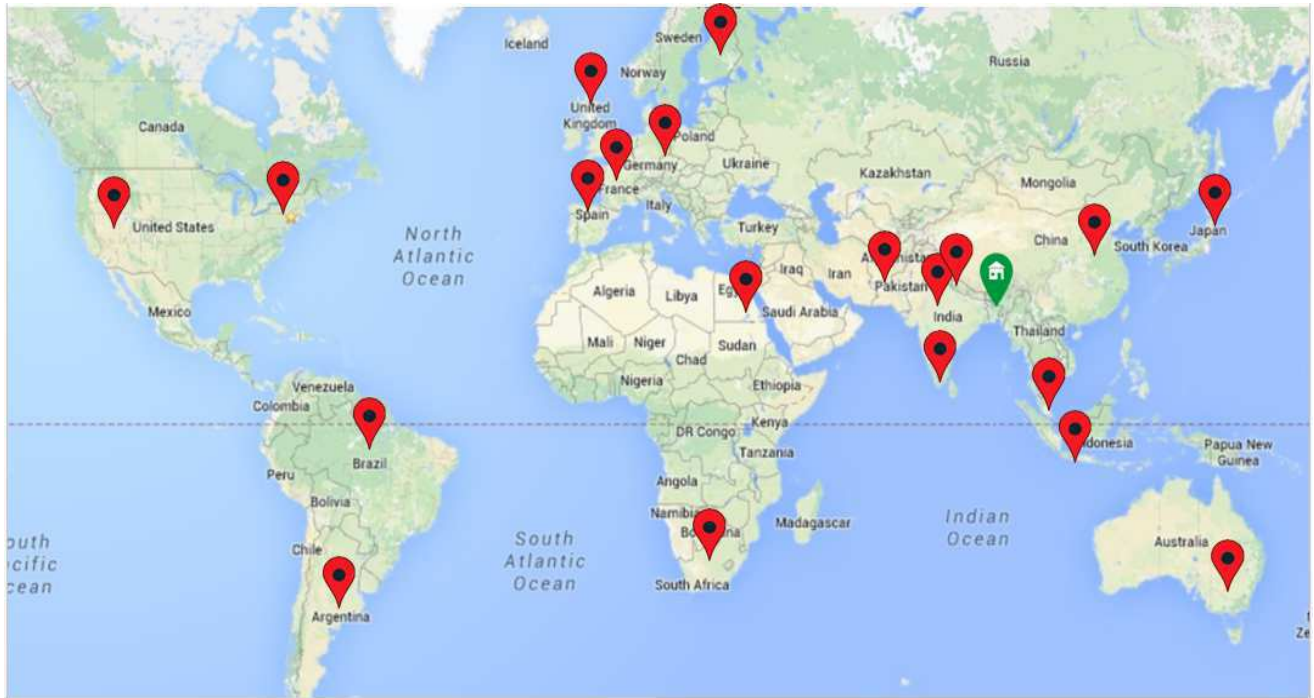 Iceland
Sweden
Russia
Norway
Canada
United
Kingdom
Poland
Germany
Ukraine
Kazakhstan
Mongolia
France
Italy
Spain
United States
Turkey
Japan
China
South Korea
North
Atlantic
Ocean
Iraq
Iran
Pakistan
Algeria
Libya
Saudi Arabia
Mexico
India
Thailand
Mali
Niger
Sudan
Chad
Nigeria
Ethiopia
Venezuela
Colombia
DR Congo
Kenya
Tanzania
Papua New
Guinea
Brazil
Peru
Angola
Bolivia
Namibia
Madagascar
Indian
Ocean
South
Atlantic
Ocean
Australia
Chile
South Africa
Argentina